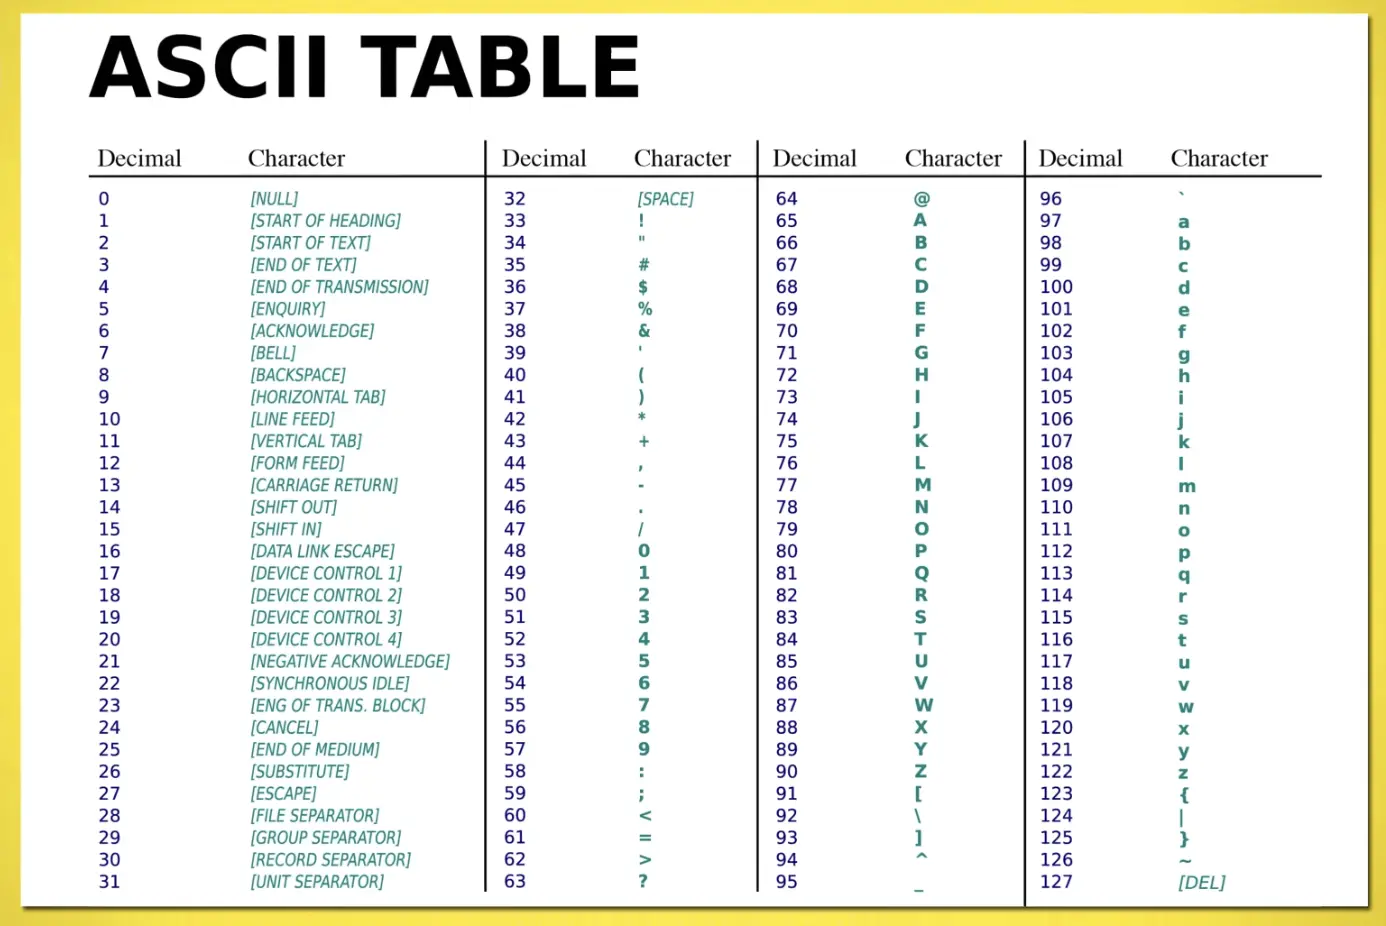 ASCII TABLE
Decimal Character Decimal Character Decimal Character Decimal Character
0 [NULL] 32 [SPACE] 64 @ 96 `
1 [START OF HEADING] 33 ! 65 A 97 a
2 [START OF TEXT] 34 " 66 B 98 b
3 [END OF TEXT] 35 # 67 C 99 c
4 [END OF TRANSMISSION] 36 $ 68 D 100 d
5 [ENQUIRY] 37 % 69 E 101 e
6 [ACKNOWLEDGE] 38 & 70 F 102 f
7 [BELL] 39 ' 71 G 103 g
8 [BACKSPACE] 40 ( 72 H 104 h
9 [HORIZONTAL TAB] 41 ) 73 I 105 i
10 [LINE FEED] 42 * 74 J 106 j
11 [VERTICAL TAB] 43 + 75 K 107 k
12 [FORM FEED] 44 , 76 L 108 l
13 [CARRIAGE RETURN] 45 - 77 M 109 m
14 [SHIFT OUT] 46 . 78 N 110 n
15 [SHIFT IN] 47 / 79 O 111 o
16 [DATA LINK ESCAPE] 48 0 80 P 112 p
17 [DEVICE CONTROL 1] 49 1 81 Q 113 q
18 [DEVICE CONTROL 2] 50 2 82 R 114 r
19 [DEVICE CONTROL 3] 51 3 83 S 115 s
20 [DEVICE CONTROL 4] 52 4 84 T 116 t
21 [NEGATIVE ACKNOWLEDGE] 53 5 85 U 117 u
22 [SYNCHRONOUS IDLE] 54 6 86 V 118 v
23 [ENG OF TRANS. BLOCK] 55 7 87 W 119 w
24 [CANCEL] 56 8 88 X 120 x
25 [END OF MEDIUM] 57 9 89 Y 121 y
26 [SUBSTITUTE] 58 : 90 Z 122 z
27 [ESCAPE] 59 ; 91 [ 123 {
28 [FILE SEPARATOR] 60 < 92 \ 124 |
29 [GROUP SEPARATOR] 61 = 93 ] 125 }
30 [RECORD SEPARATOR] 62 > 94 ^ 126 ~
31 [UNIT SEPARATOR] 63 ? 95 _ 127 [DEL]